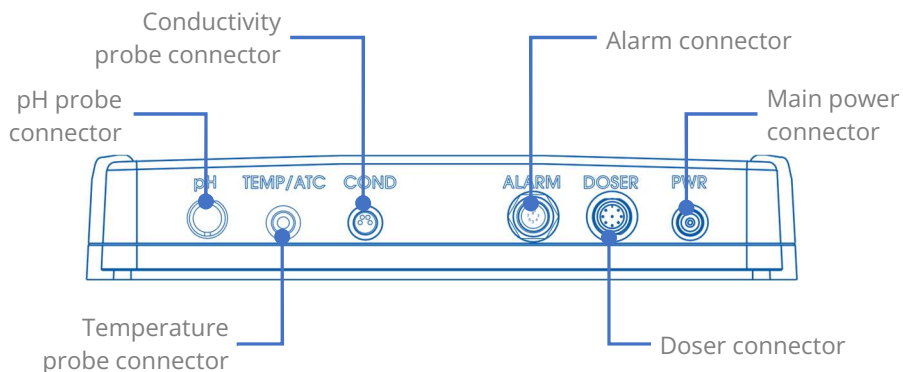 Conductivity
probe connector
Alarm connector
pH probe
connector
Main power
connector
pH TEMP/ATC COND ALARM DOSER PWR
Temperature
probe connector
Doser connector